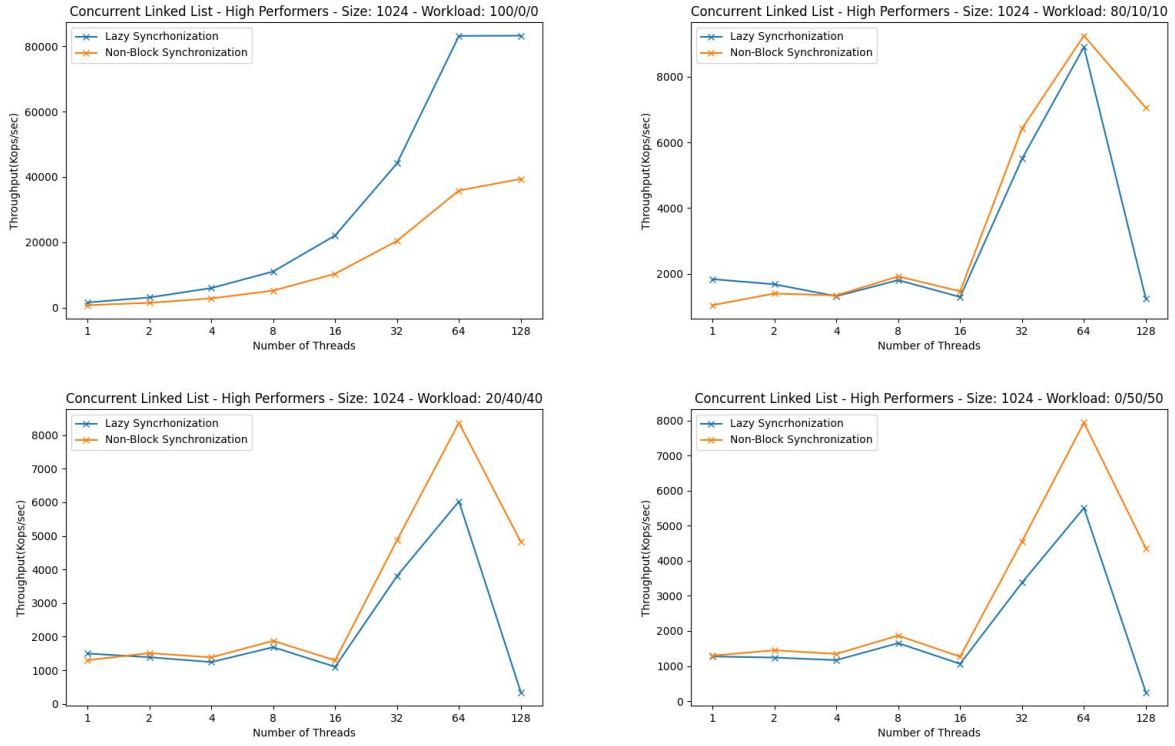 Concurrent Linked List - High Performers - Size: 1024 - Workload: 100/0/0
Lazy Syncrhonization
Non-Block Synchronization
Throughput(Kops/sec)
80000
60000
40000
20000
0
1 2 4 8 16 32 64 128
Number of Threads
Concurrent Linked List - High Performers - Size: 1024 - Workload: 80/10/10
Lazy Syncrhonization
Non-Block Synchronization
Throughput(Kops/sec)
8000
6000
4000
2000
1 2 4 8 16 32 64 128
Number of Threads
Concurrent Linked List - High Performers - Size: 1024 - Workload: 20/40/40
Lazy Syncrhonization
Non-Block Synchronization
Throughput(Kops/sec)
8000
7000
6000
5000
4000
3000
2000
1000
0
1 2 4 8 16 32 64 128
Number of Threads
Concurrent Linked List - High Performers - Size: 1024 - Workload: 0/50/50
Lazy Syncrhonization
Non-Block Synchronization
Throughput(Kops/sec)
8000
7000
6000
5000
4000
3000
2000
1000
0
1 2 4 8 16 32 64 128
Number of Threads